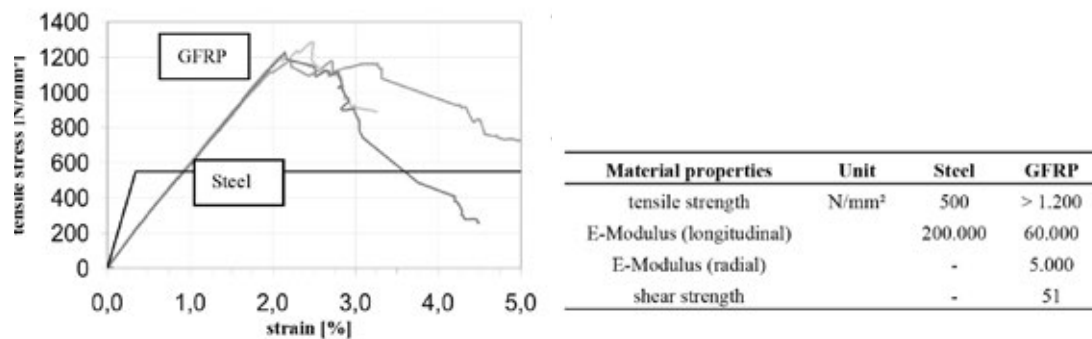 1400
1200
1000
800
600
400
200
0
tensile stress [N/mm²]
GFRP
Steel
0,0 1,0 2,0 3,0 4,0 5,0
strain [%]
Material properties Unit Steel GFRP
tensile strength N/mm² 500 > 1.200
E-Modulus (longitudinal) 200.000 60.000
E-Modulus (radial) - 5.000
shear strength - 51